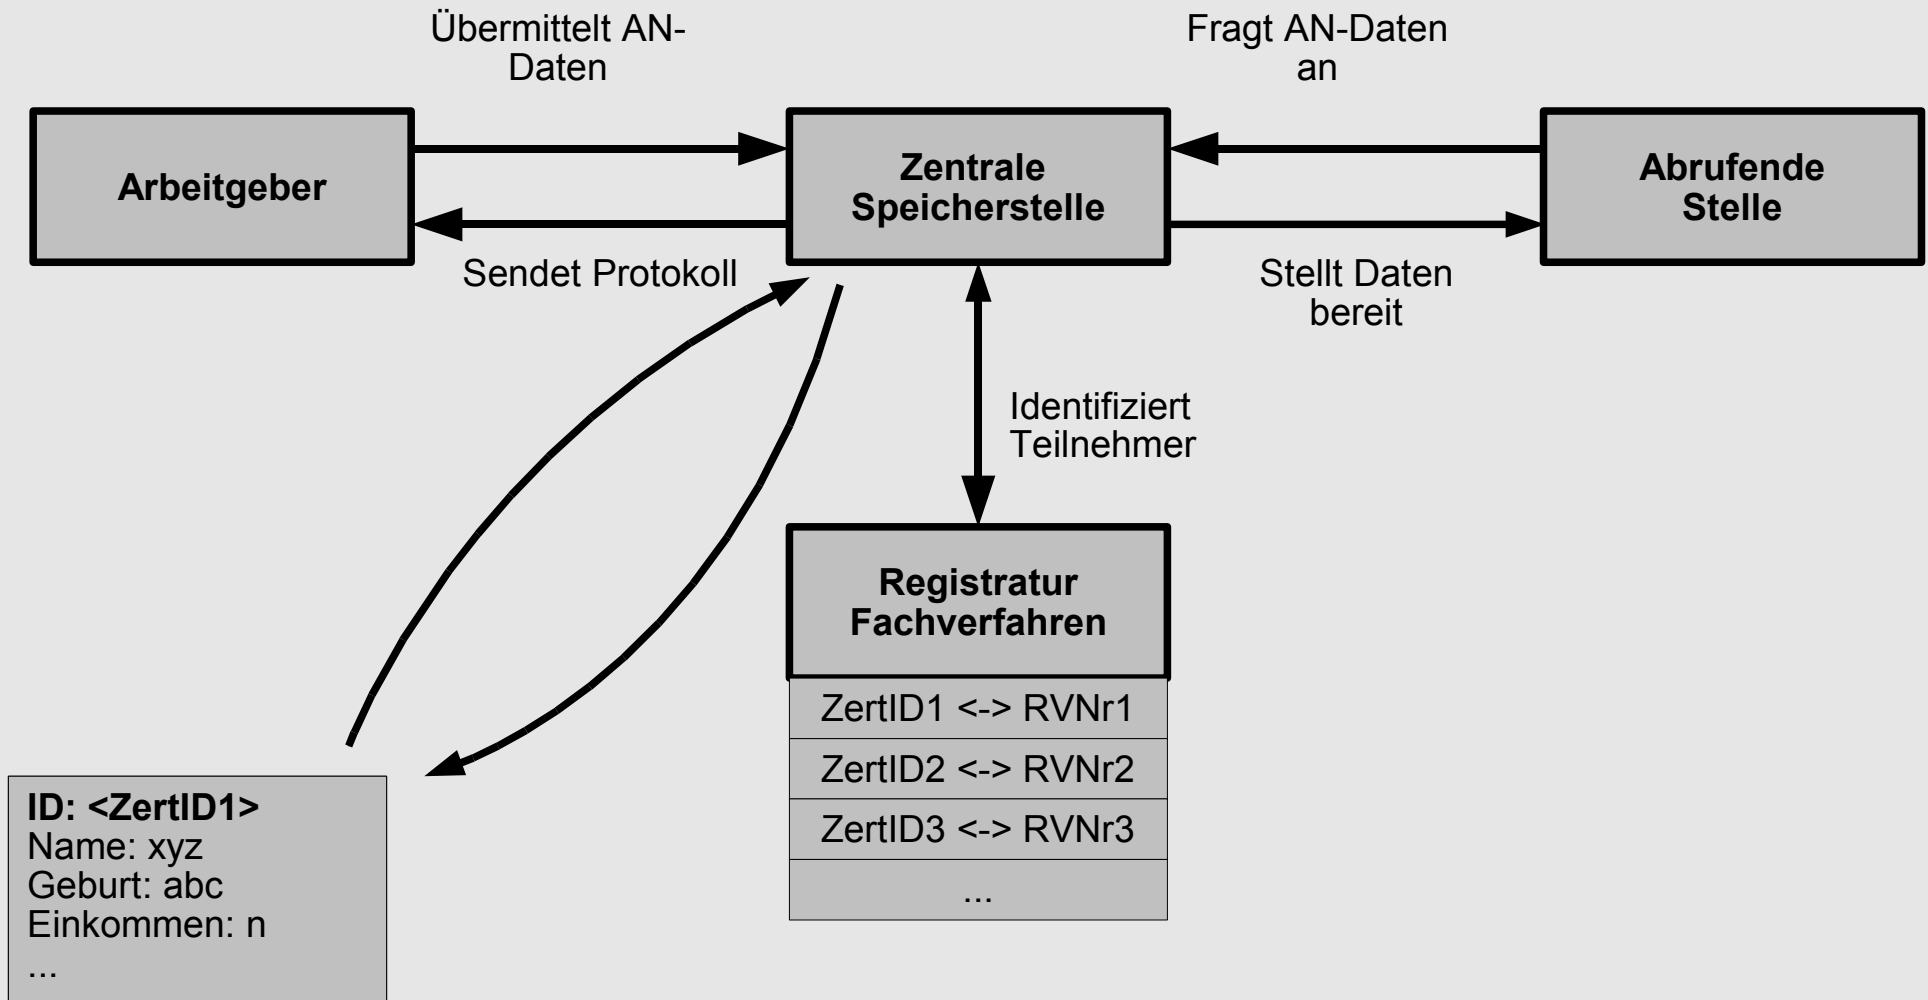 Übermittelt AN-
Daten
Fragt AN-Daten
an
Arbeitgeber
Zentrale
Speicherstelle
Abrufende
Stelle
Sendet Protokoll
Stellt Daten
bereit
Identifiziert
Teilnehmer
Registratur
Fachverfahren
ZertID1 <-> RVNr1
ZertID2 <-> RVNr2
ZertID3 <-> RVNr3
...
ID: <ZertID1>
Name: xyz
Geburt: abc
Einkommen: n
...